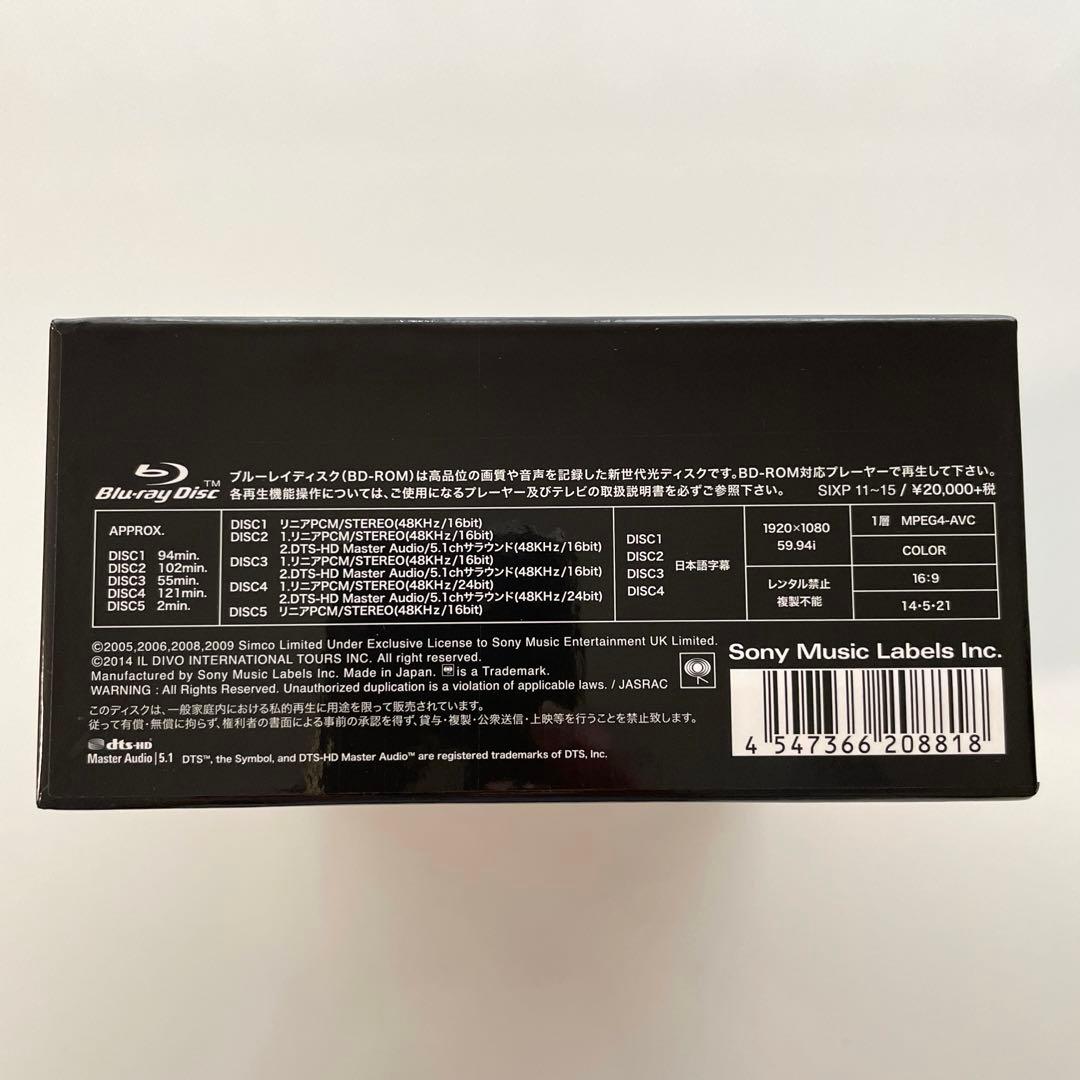 Blu-ray Disc™
ブルーレイディスク(BD-ROM)は高品位の画質や音声を記録した新世代光ディスクです。BD-ROM対応プレーヤーで再生して下さい。
各再生機能操作については、ご使用になるプレーヤー及びテレビの取扱説明書を必ずご参照下さい。 SIXP 11~15 / ¥20,000+税
APPROX.
DISC1 94min.
DISC2 102min.
DISC3 55min.
DISC4 121min.
DISC5 2min.
DISC1 リニアPCM/STEREO(48KHz/16bit)
DISC2 1.リニアPCM/STEREO(48KHz/16bit)
2.DTS-HD Master Audio/5.1chサラウンド(48KHz/16bit)
DISC3 1.リニアPCM/STEREO(48KHz/16bit)
2.DTS-HD Master Audio/5.1chサラウンド(48KHz/16bit)
DISC4 1.リニアPCM/STEREO(48KHz/24bit)
2.DTS-HD Master Audio/5.1chサラウンド(48KHz/24bit)
DISC5 リニアPCM/STEREO(48KHz/16bit)
DISC1
DISC2
DISC3
DISC4
日本語字幕
1920×1080
59.94i
レンタル禁止
複製不能
1層 MPEG4-AVC
COLOR
16:9
14・5・21
©2005,2006,2008,2009 Simco Limited Under Exclusive License to Sony Music Entertainment UK Limited.
©2014 IL DIVO INTERNATIONAL TOURS INC. All right reserved.
Manufactured by Sony Music Labels Inc. Made in Japan. is a Trademark.
WARNING : All Rights Reserved. Unauthorized duplication is a violation of applicable laws. / JASRAC
このディスクは、一般家庭内における私的再生に用途を限って販売されています。
従って有償・無償に拘らず、権利者の書面による事前の承認を得ず、貸与・複製・公衆送信・上映等を行うことを禁止致します。
dts-HD
Master Audio | 5.1 DTS™, the Symbol, and DTS-HD Master Audio™ are registered trademarks of DTS, Inc.
Sony Music Labels Inc.
4 547366 208818